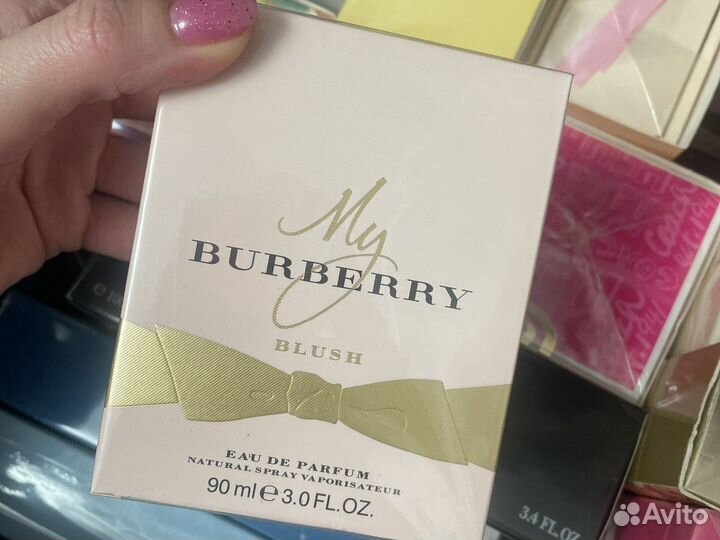 My
BURBERRY
BLUSH
EAU DE PARFUM
NATURAL SPRAY VAPORISATEUR
90 ml e 3.0 FL.OZ.
3.4 FL.OZ
Avito